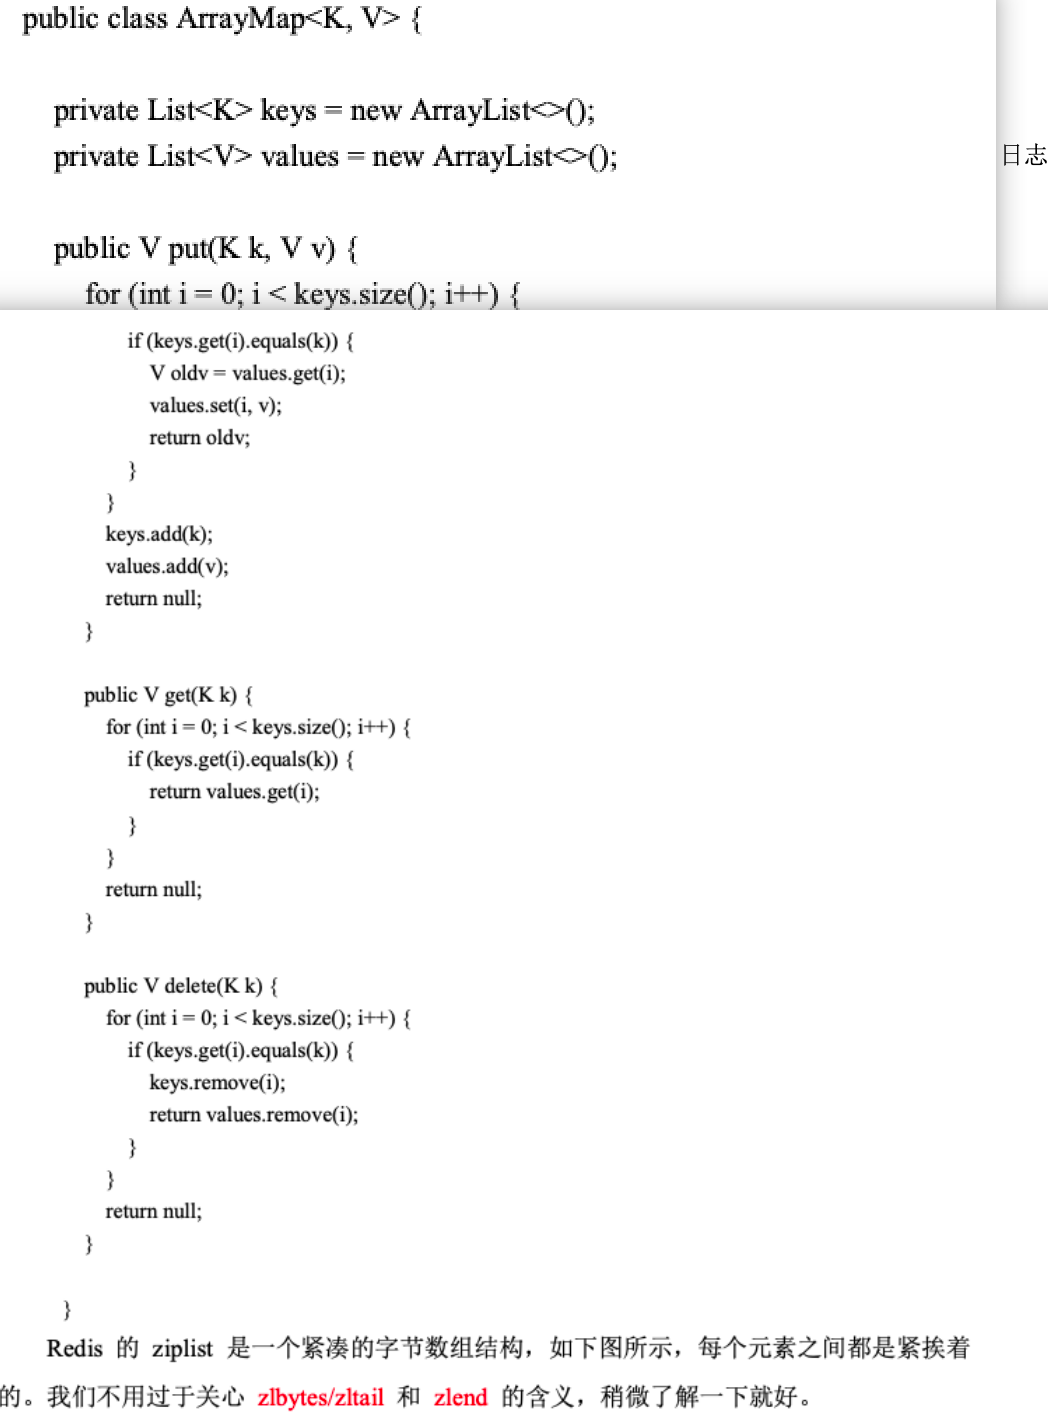 public class ArrayMap<K, V> {
private List<K> keys = new ArrayList<>();
private List<V> values = new ArrayList<>();
日志
public V put(K k, V v) {
for (int i = 0; i < keys.size(); i++) {
if (keys.get(i).equals(k)) {
V oldv = values.get(i);
values.set(i, v);
return oldv;
}
}
keys.add(k);
values.add(v);
return null;
}
public V get(K k) {
for (int i = 0; i < keys.size(); i++) {
if (keys.get(i).equals(k)) {
return values.get(i);
}
}
return null;
}
public V delete(K k) {
for (int i = 0; i < keys.size(); i++) {
if (keys.get(i).equals(k)) {
keys.remove(i);
return values.remove(i);
}
}
return null;
}
}
Redis 的 ziplist 是一个紧凑的字节数组结构，如下图所示，每个元素之间都是紧挨着
的。我们不用过于关心 zlbytes/zltail 和 zlend 的含义，稍微了解一下就好。